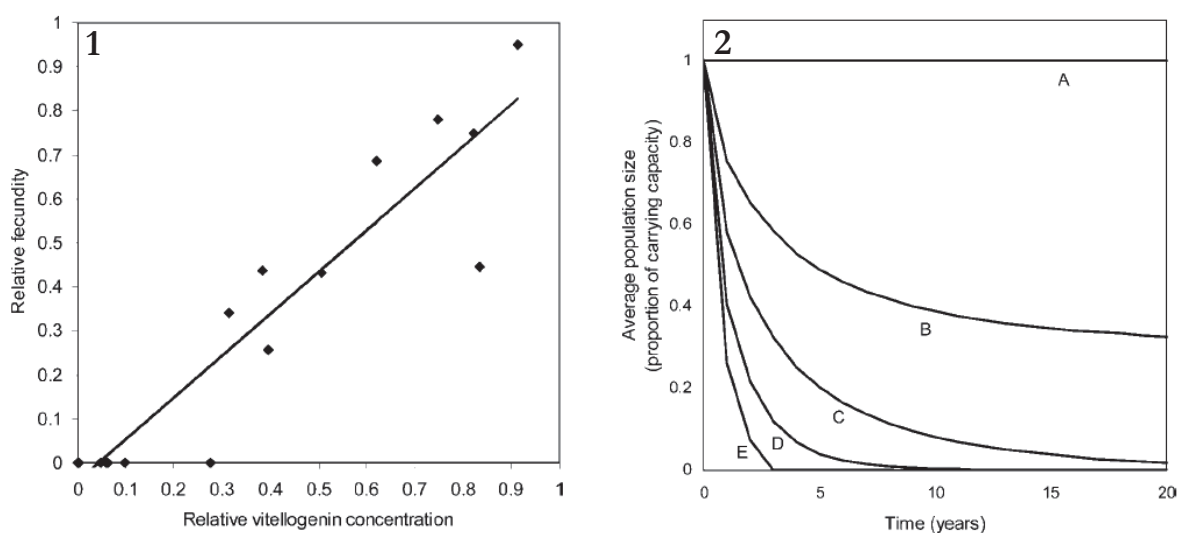 1
1
0.9
0.8
0.7
0.6
0.5
0.4
0.3
0.2
0.1
0
Relative fecundity
0 0.1 0.2 0.3 0.4 0.5 0.6 0.7 0.8 0.9 1
Relative vitellogenin concentration
2
1
0.8
0.6
0.4
0.2
0
Average population size
(proportion of carrying capacity)
A
B
C
D
E
0 5 10 15 20
Time (years)